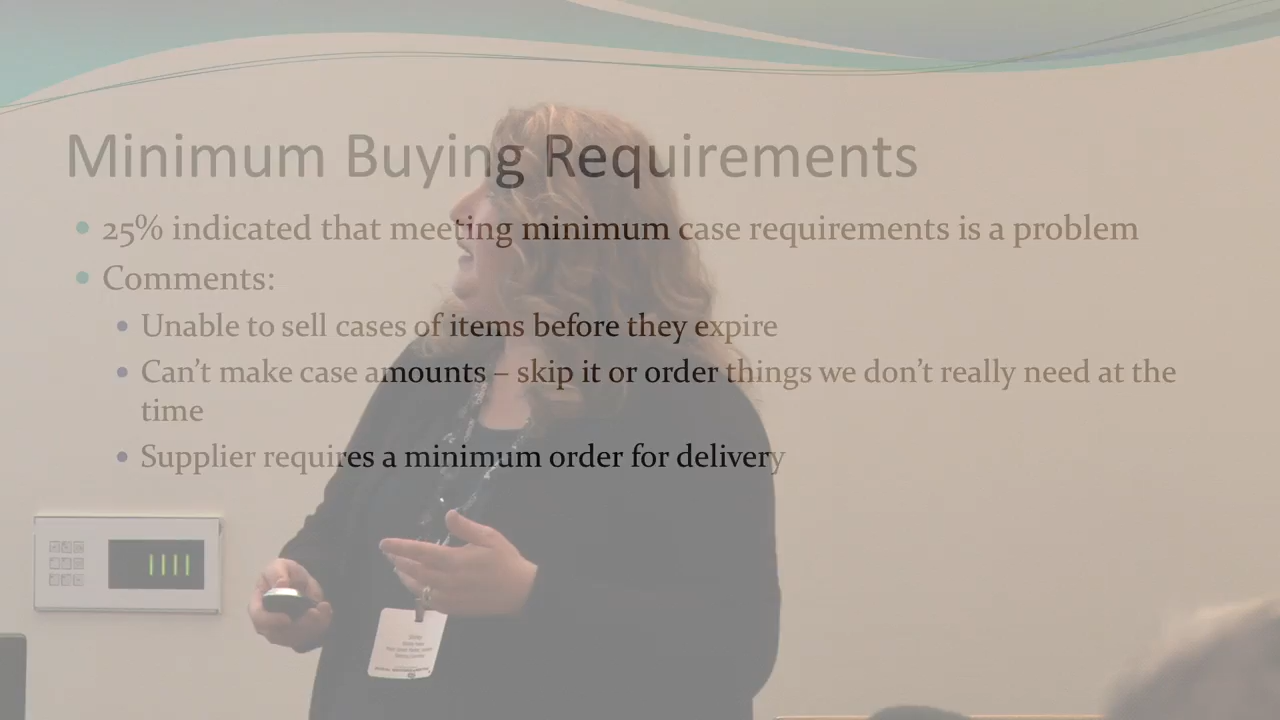 Minimum Buying Requirements
25% indicated that meeting minimum case requirements is a problem
Comments:
Unable to sell cases of items before they expire
Can't make case amounts – skip it or order things we don't really need at the
time
Supplier requires a minimum order for delivery